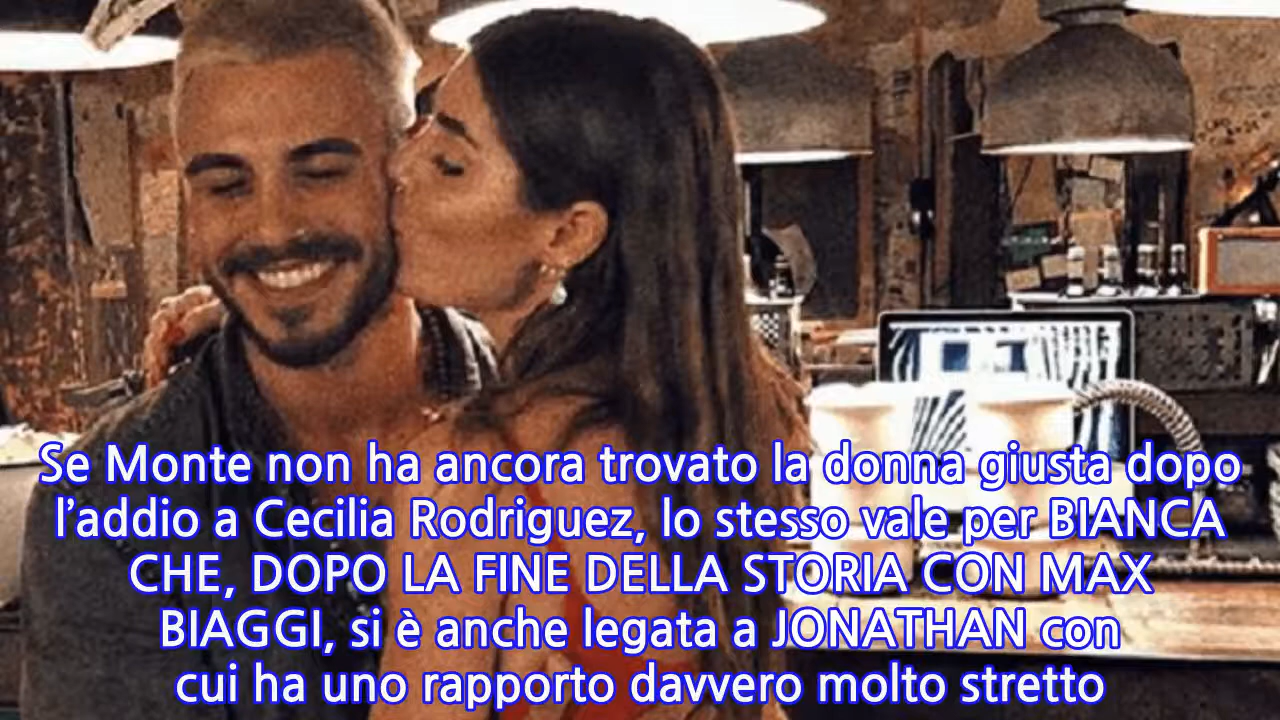 Se Monte non ha ancora trovato la donna giusta dopo
l’addio a Cecilia Rodriguez, lo stesso vale per BIANCA
CHE, DOPO LA FINE DELLA STORIA CON MAX
BIAGGI, si è anche legata a JONATHAN con
cui ha uno rapporto davvero molto stretto